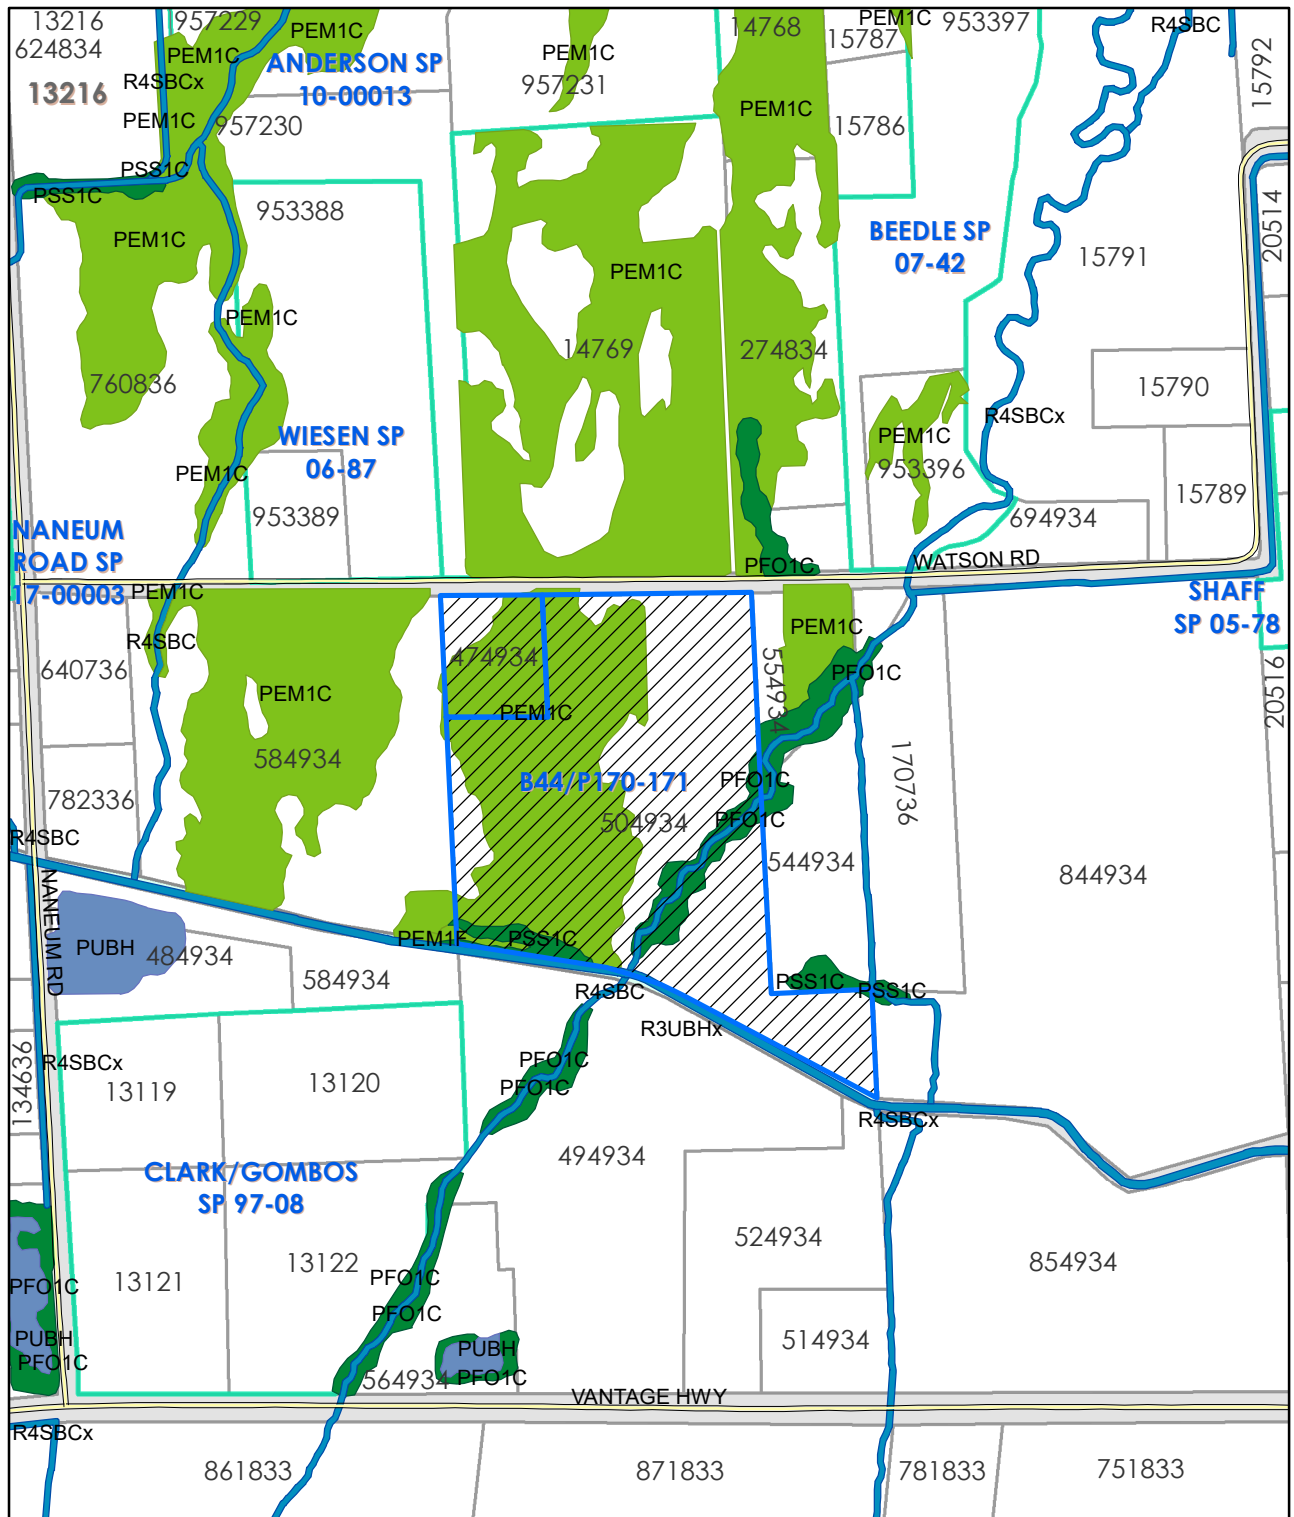 13216
957229
PEM1C
14768
PEM1C
953397
R4SBC
624834
PEM1C
ANDERSON SP
10-00013
PEM1C
15787
15792
13216
R4SBCx
957231
PEM1C
957230
PEM1C
15786
PSS1C
PSS1C
953388
20514
PEM1C
BEEDLE SP
07-42
15791
PEM1C
PEM1C
14769
274834
760836
15790
R4SBCx
WIESEN SP
06-87
PEM1C
953396
PEM1C
15789
953389
694934
NANEUM
ROAD SP
17-00003
PFO1C
WATSON RD
PEM1C
SHAFF
SP 05-78
R4SBC
PEM1C
640736
474934
554934
PFO1C
20516
PEM1C
PEM1C
584934
B44/P170-171
PFO1C
170736
782336
504934
PFO1C
R4SBC
544934
844934
NANEUM RD
PUBH
484934
PEM1F
PSS1C
584934
R4SBC
PSS1C
PSS1C
R3UBHx
134636
R4SBCx
13119
13120
PFO1C
PFO1C
R4SBCx
494934
CLARK/GOMBOS
SP 97-08
524934
13121
13122
PFO1C
854934
PFO1C
PFO1C
PUBH
PFO1C
PUBH
514934
564934
PFO1C
VANTAGE HWY
R4SBCx
861833
871833
781833
751833